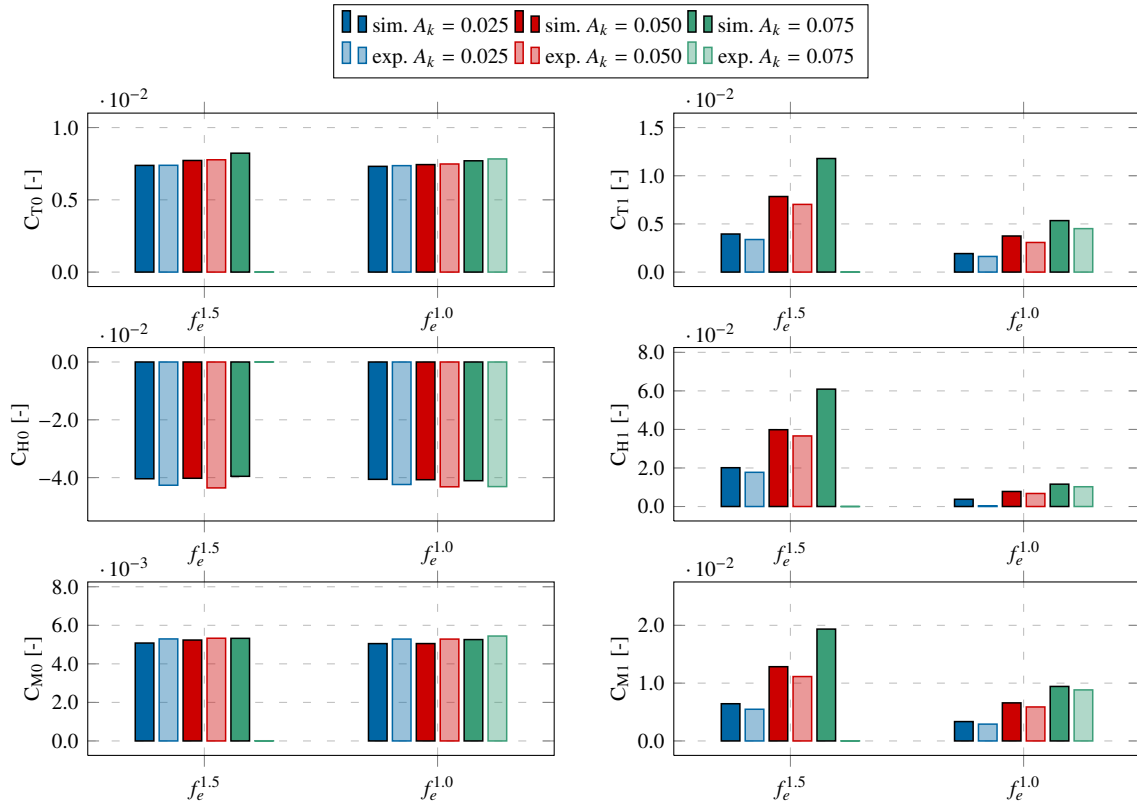 sim. A_k = 0.025 sim. A_k = 0.050 sim. A_k = 0.075
exp. A_k = 0.025 exp. A_k = 0.050 exp. A_k = 0.075
·10^−2
1.0
0.5
0.0
C_T0 [-]
f_e^1.5 f_e^1.0
·10^−2
1.5
1.0
0.5
0.0
C_T1 [-]
f_e^1.5 f_e^1.0
·10^−2
0.0
−2.0
−4.0
C_H0 [-]
f_e^1.5 f_e^1.0
·10^−2
8.0
6.0
4.0
2.0
0.0
C_H1 [-]
f_e^1.5 f_e^1.0
·10^−3
8.0
6.0
4.0
2.0
0.0
C_M0 [-]
f_e^1.5 f_e^1.0
·10^−2
2.0
1.0
0.0
C_M1 [-]
f_e^1.5 f_e^1.0